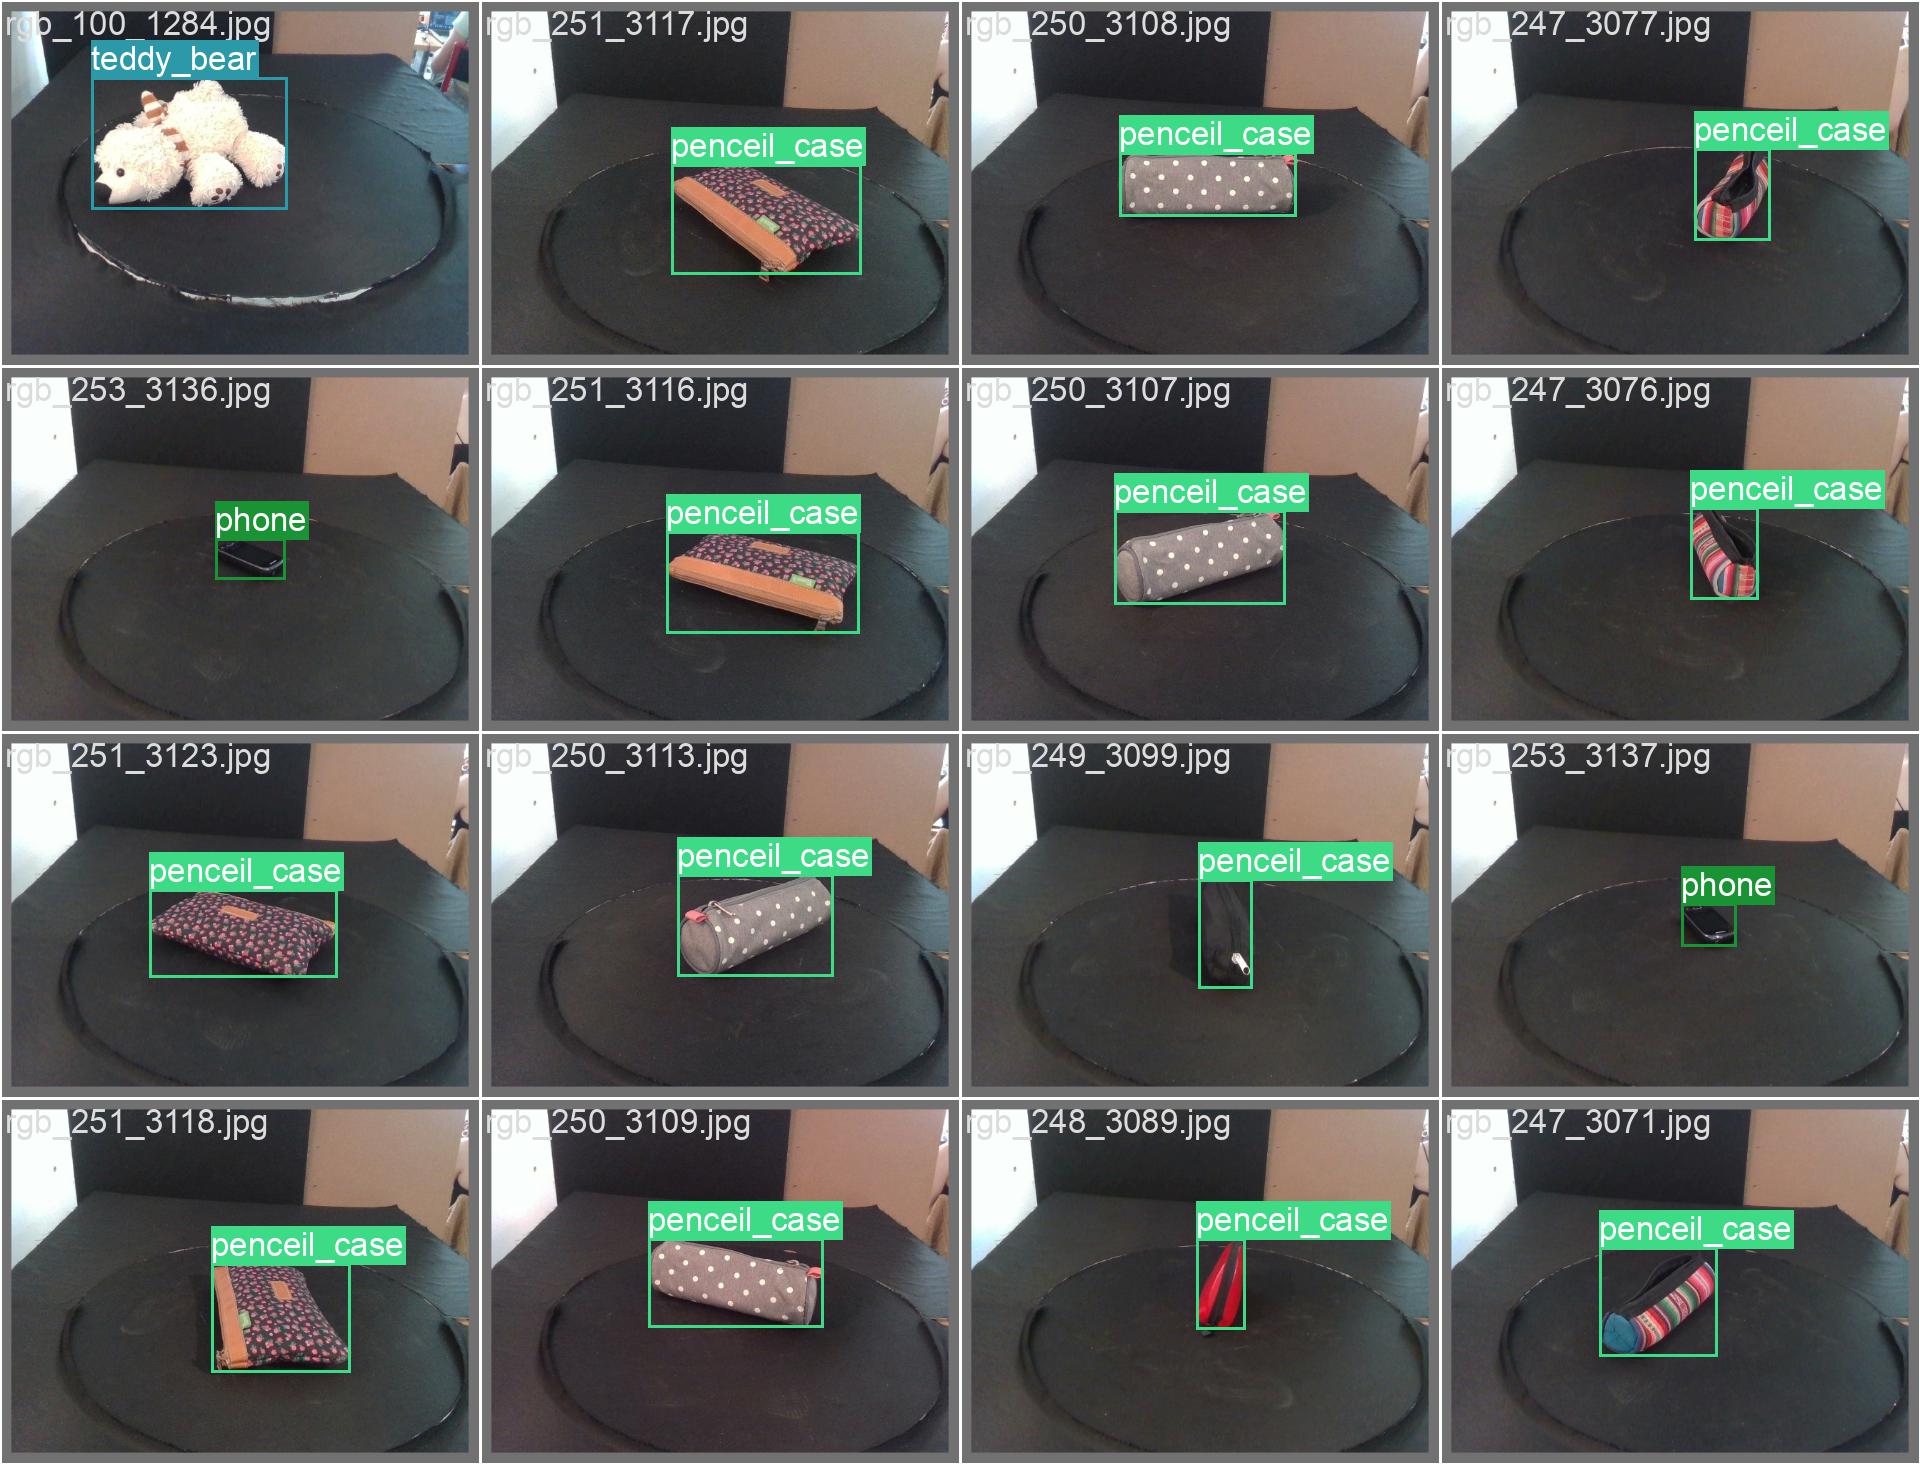 rgb_100_1284.jpg
teddy_bear
rgb_251_3117.jpg
penceil_case
rgb_250_3108.jpg
penceil_case
rgb_247_3077.jpg
penceil_case
rgb_253_3136.jpg
phone
rgb_251_3116.jpg
penceil_case
rgb_250_3107.jpg
penceil_case
rgb_247_3076.jpg
penceil_case
rgb_251_3123.jpg
penceil_case
rgb_250_3113.jpg
penceil_case
rgb_249_3099.jpg
penceil_case
rgb_253_3137.jpg
phone
rgb_251_3118.jpg
penceil_case
rgb_250_3109.jpg
penceil_case
rgb_248_3089.jpg
penceil_case
rgb_247_3071.jpg
penceil_case